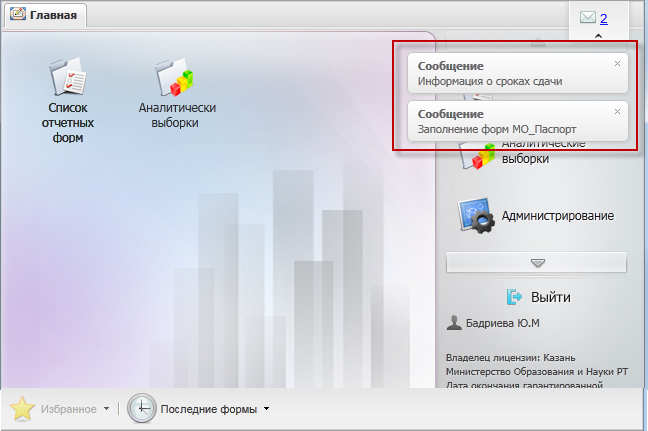 Главная
2
Сообщение
Информация о сроках сдачи
Сообщение
Заполнение форм МО_Паспорт
Список
отчетных
форм
Аналитически
выборки
Аналитические
выборки
Администрирование
Выйти
Бадриева Ю.М
Владелец лицензии: Казань
Министерство Образования и Науки РТ
Дата окончания гарантированной
Избранное
Последние формы